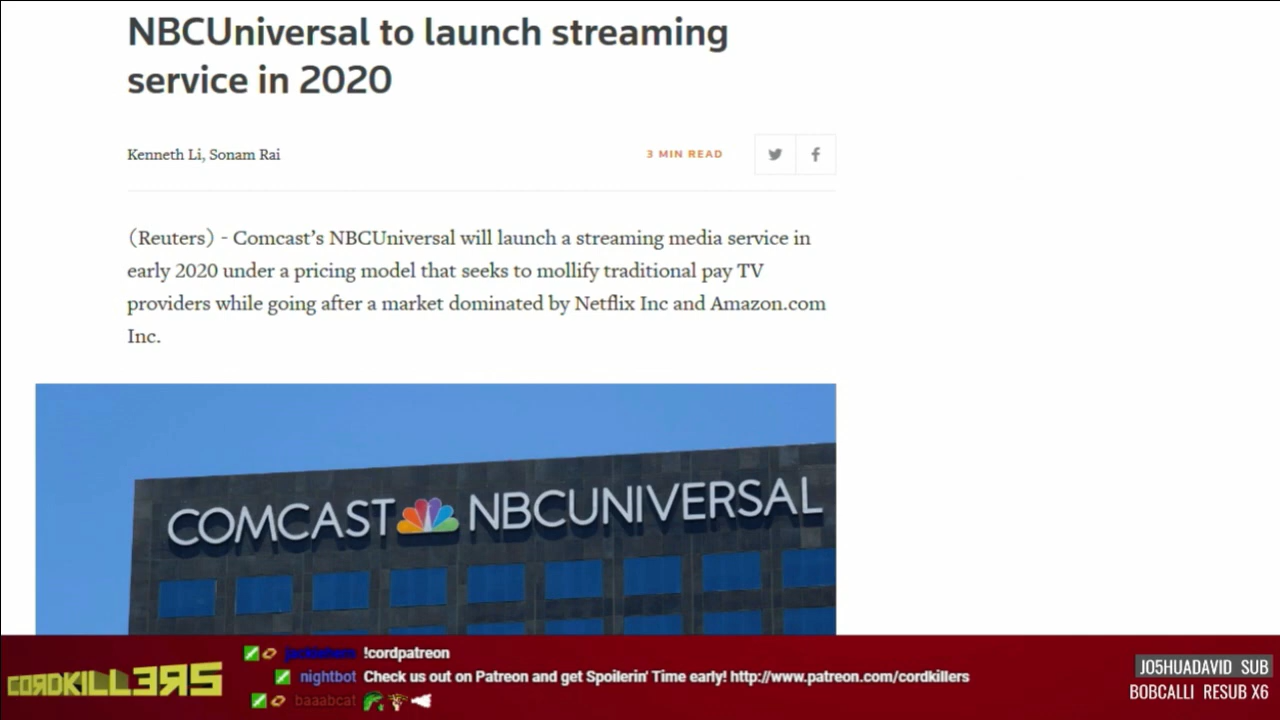 NBCUniversal to launch streaming
service in 2020
Kenneth Li, Sonam Rai
3 MIN READ
(Reuters) - Comcast’s NBCUniversal will launch a streaming media service in
early 2020 under a pricing model that seeks to mollify traditional pay TV
providers while going after a market dominated by Netflix Inc and Amazon.com
Inc.
COMCAST NBCUNIVERSAL
!cordpatreon
CORDKILLERS
nightbot Check us out on Patreon and get Spoilerin' Time early! http://www.patreon.com/cordkillers
baaabcat
JO5HUADAVID SUB
BOBCALLI RESUB X6